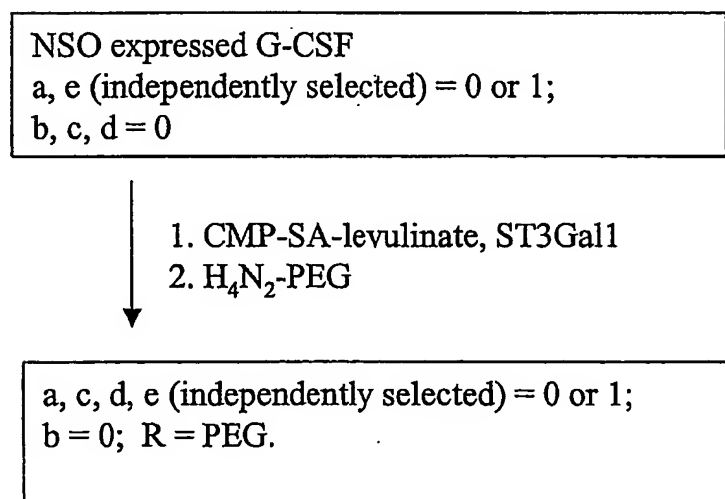 NSO expressed G-CSF
a, e (independently selected) = 0 or 1;
b, c, d = 0
1. CMP-SA-levulinate, ST3Gal1
2. H₄N₂-PEG
a, c, d, e (independently selected) = 0 or 1;
b = 0; R = PEG.